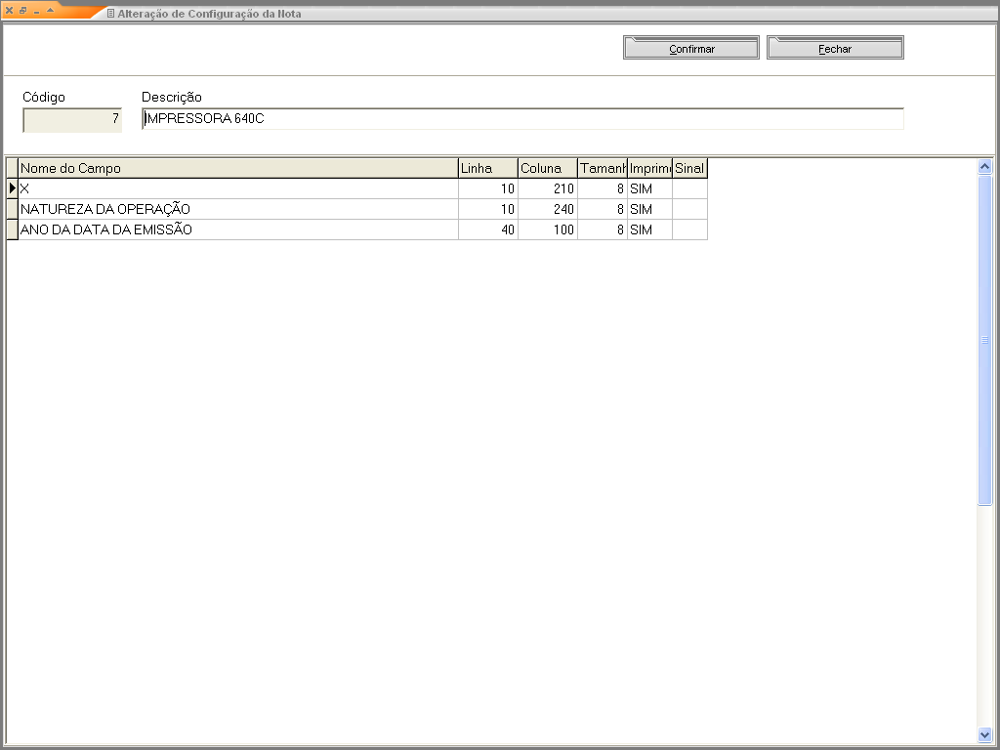 Alteração de Configuração da Nota
Confirmar Fechar
Código Descrição
7 IMPRESSORA 640C
Nome do Campo Linha Coluna Tamanh Imprimi Sinal
X 10 210 8 SIM
NATUREZA DA OPERAÇÃO 10 240 8 SIM
ANO DA DATA DA EMISSÃO 40 100 8 SIM